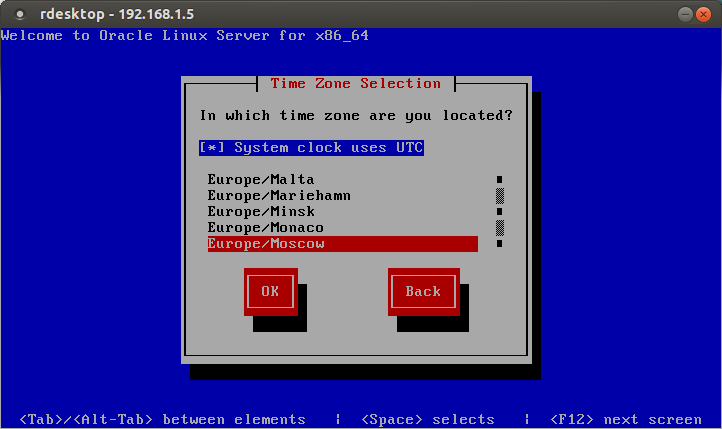 rdesktop - 192.168.1.5
Welcome to Oracle Linux Server for x86_64
Time Zone Selection
In which time zone are you located?
[*] System clock uses UTC
Europe/Malta
Europe/Mariehamn
Europe/Minsk
Europe/Monaco
Europe/Moscow
OK Back
<Tab>/<Alt-Tab> between elements | <Space> selects | <F12> next screen